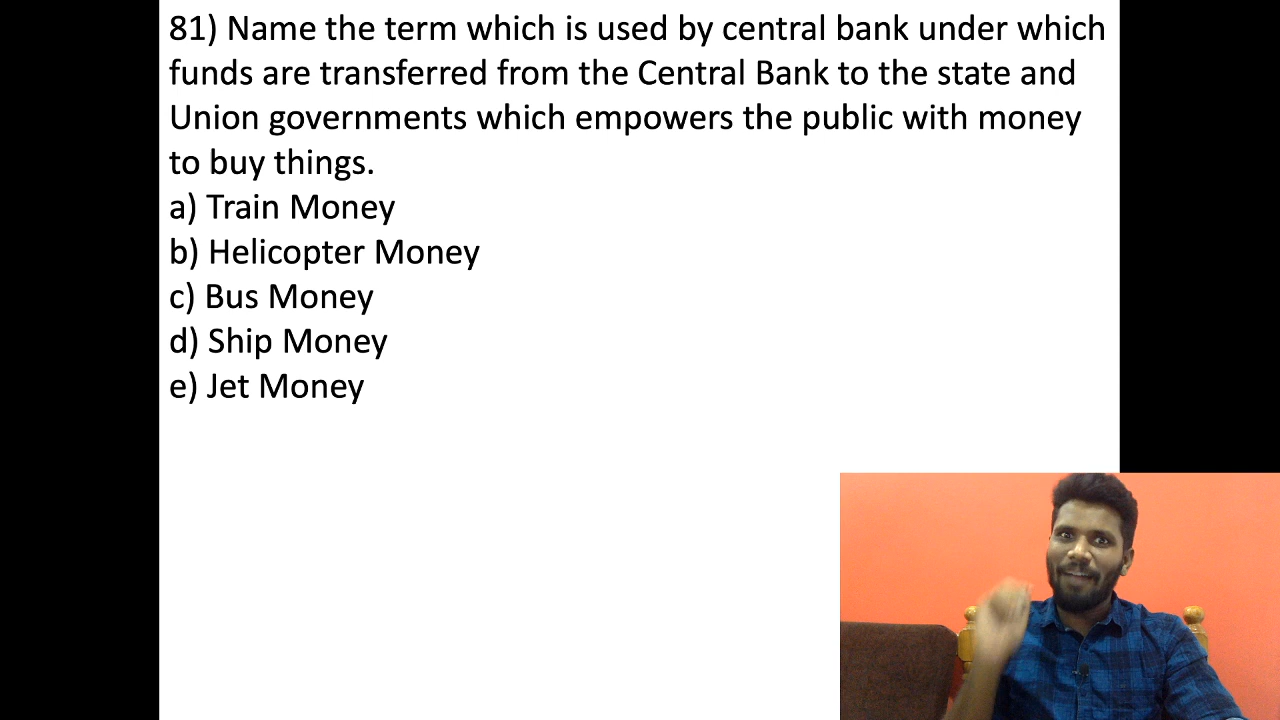 81) Name the term which is used by central bank under which
funds are transferred from the Central Bank to the state and
Union governments which empowers the public with money
to buy things.
a) Train Money
b) Helicopter Money
c) Bus Money
d) Ship Money
e) Jet Money